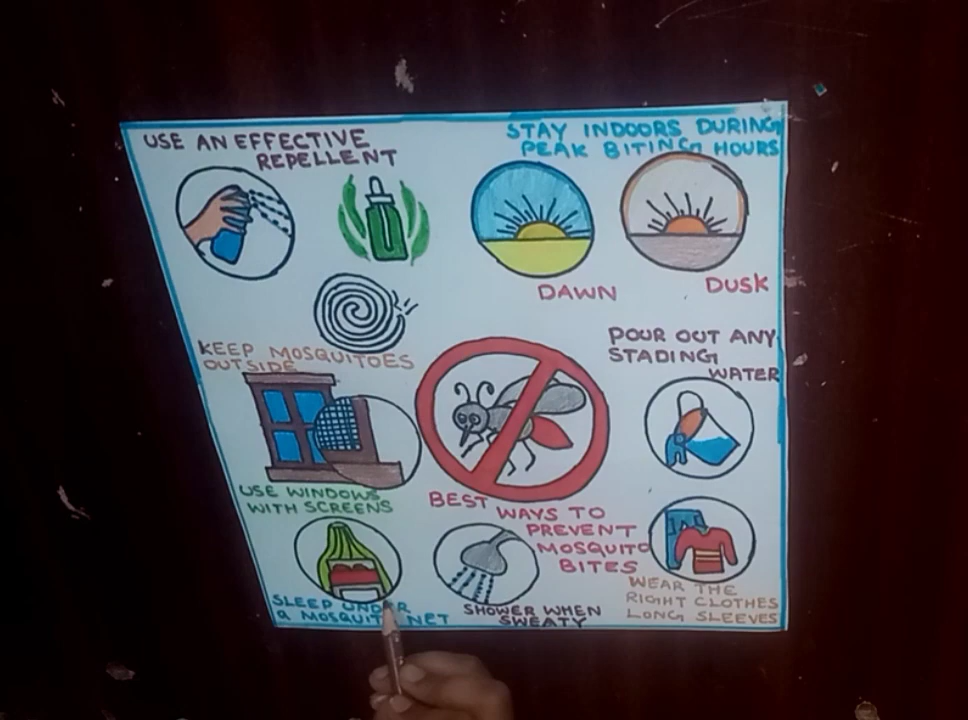 USE AN EFFECTIVE
REPELLENT
STAY INDOORS DURING
PEAK BITING HOURS
DAWN
DUSK
KEEP MOSQUITOES
OUTSIDE
POUR OUT ANY
STADING
WATER
USE WINDOWS
WITH SCREENS
BEST WAYS TO
PREVENT
MOSQUITO
BITES
SLEEP UNDER
A MOSQUITO NET
SHOWER WHEN
SWEATY
WEAR THE
RIGHT CLOTHES
LONG SLEEVES